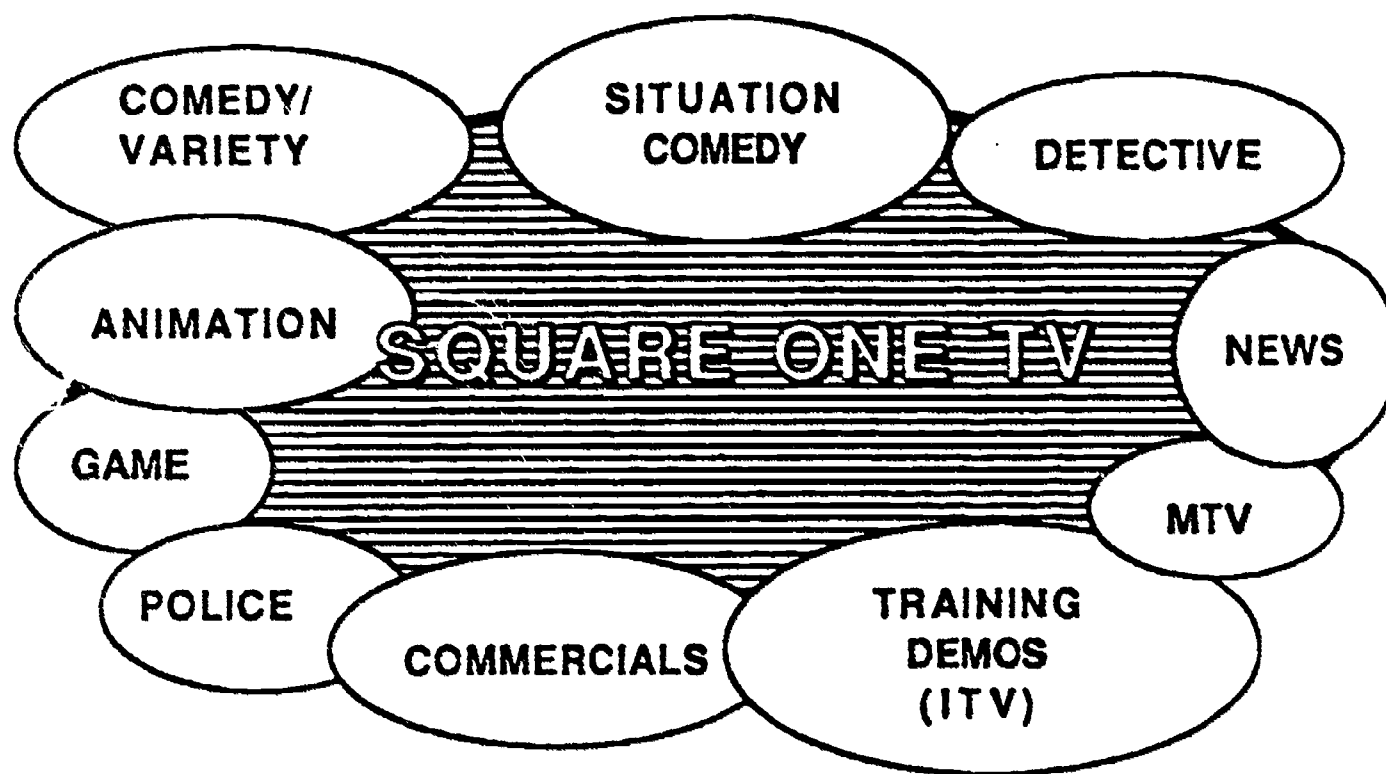 COMEDY/
VARIETY
SITUATION
COMEDY
DETECTIVE
ANIMATION
SQUARE ONE TV
NEWS
GAME
MTV
POLICE
COMMERCIALS
TRAINING
DEMOS
(ITV)